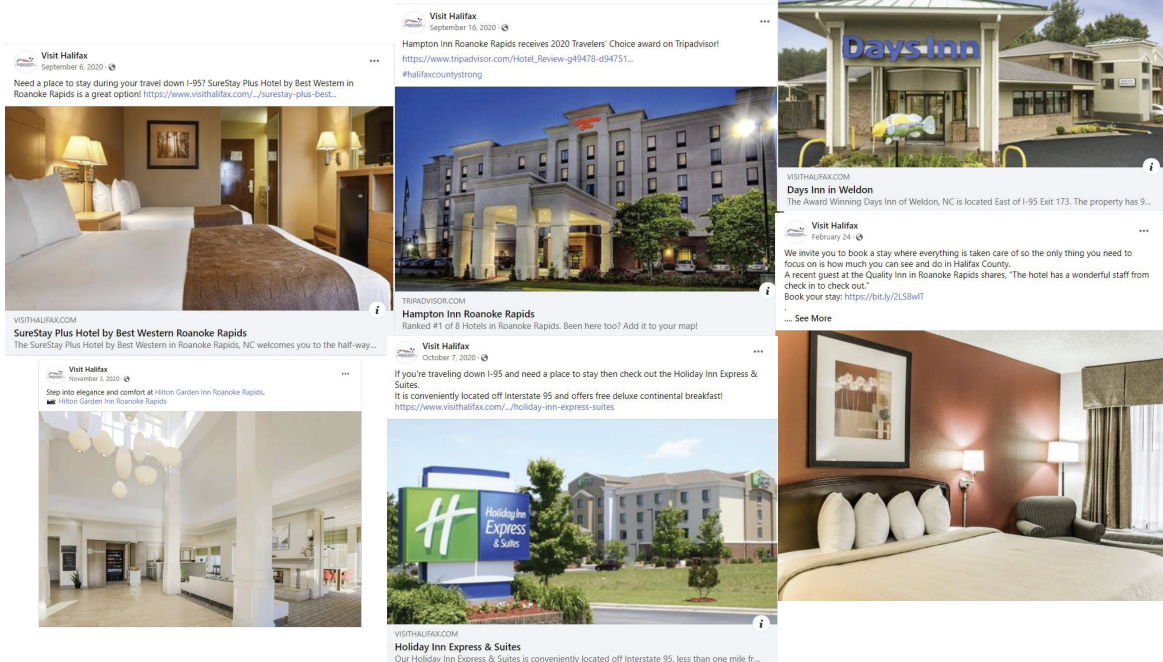 Visit Halifax
September 6, 2020 ·
Need a place to stay during your travel down I-95? SureStay Plus Hotel by Best Western in
Roanoke Rapids is a great option! https://www.visithalifax.com/.../surestay-plus-best...
VISITHALIFAX.COM
SureStay Plus Hotel by Best Western Roanoke Rapids
The SureStay Plus Hotel by Best Western in Roanoke Rapids, NC welcomes you to the half-way...
Visit Halifax
November 3, 2020 ·
Step into elegance and comfort at Hilton Garden Inn Roanoke Rapids.
Hilton Garden Inn Roanoke Rapids
Visit Halifax
September 16, 2020 ·
Hampton Inn Roanoke Rapids receives 2020 Travelers' Choice award on Tripadvisor!
https://www.tripadvisor.com/Hotel_Review-g49478-d94751...
#halifaxcountystrong
TRIPADVISOR.COM
Hampton Inn Roanoke Rapids
Ranked #1 of 8 Hotels in Roanoke Rapids. Been here too? Add it to your map!
Visit Halifax
October 7, 2020 ·
If you're traveling down I-95 and need a place to stay then check out the Holiday Inn Express &
Suites.
It is conveniently located off Interstate 95 and offers free deluxe continental breakfast!
https://www.visithalifax.com/.../holiday-inn-express-suites
H
Holiday Inn
Express
& Suites
VISITHALIFAX.COM
Holiday Inn Express & Suites
Our Holiday Inn Express & Suites is conveniently located off Interstate 95, less than one mile fr...
Days Inn
VISITHALIFAX.COM
Days Inn in Weldon
The Award Winning Days Inn of Weldon, NC is located East of I-95 Exit 173. The property has 9...
Visit Halifax
February 24 ·
We invite you to book a stay where everything is taken care of so the only thing you need to
focus on is how much you can see and do in Halifax County.
A recent guest at the Quality Inn in Roanoke Rapids shares, "The hotel has a wonderful staff from
check in to check out."
Book your stay: https://bit.ly/2LS8wIT
.
.... See More